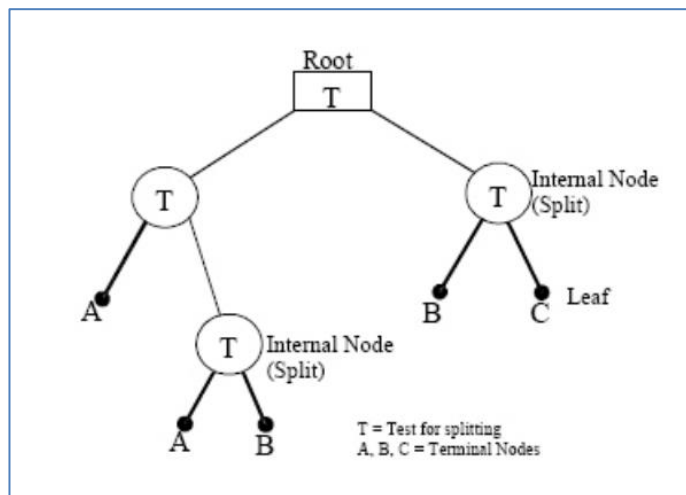 Root
T
T
T
Internal Node
(Split)
A
B
C
Leaf
T
Internal Node
(Split)
A
B
T = Test for splitting
A, B, C = Terminal Nodes